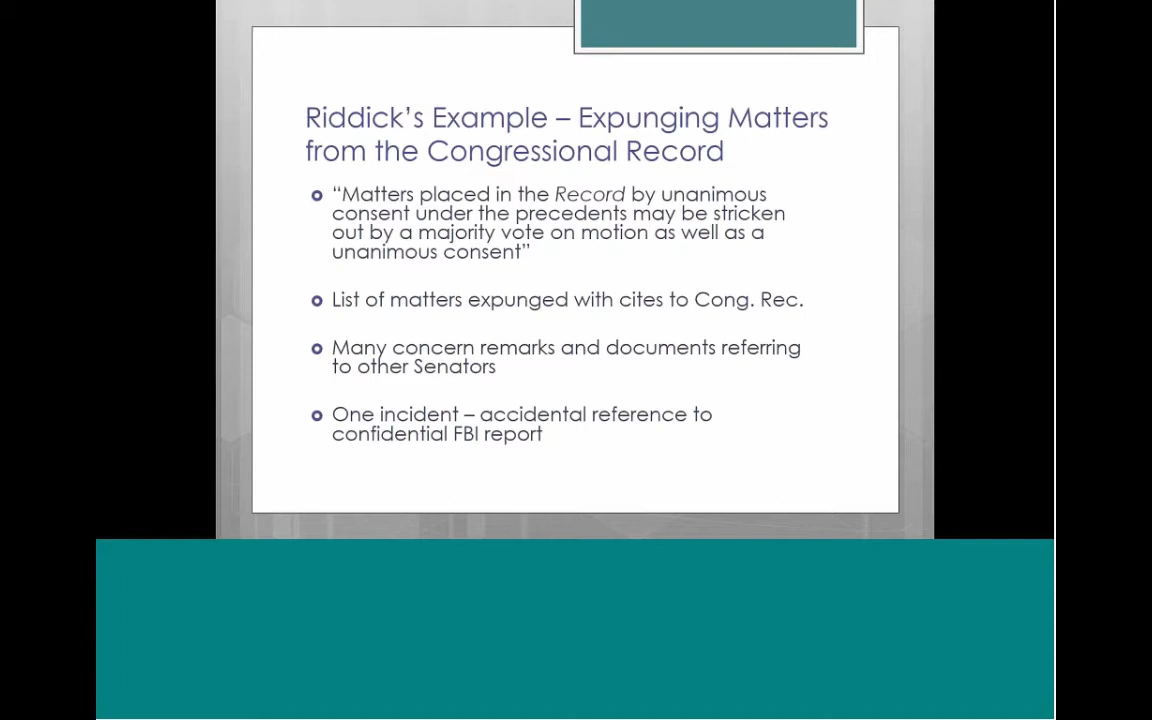 Riddick’s Example – Expunging Matters
from the Congressional Record
“Matters placed in the Record by unanimous
consent under the precedents may be stricken
out by a majority vote on motion as well as a
unanimous consent”
List of matters expunged with cites to Cong. Rec.
Many concern remarks and documents referring
to other Senators
One incident – accidental reference to
confidential FBI report